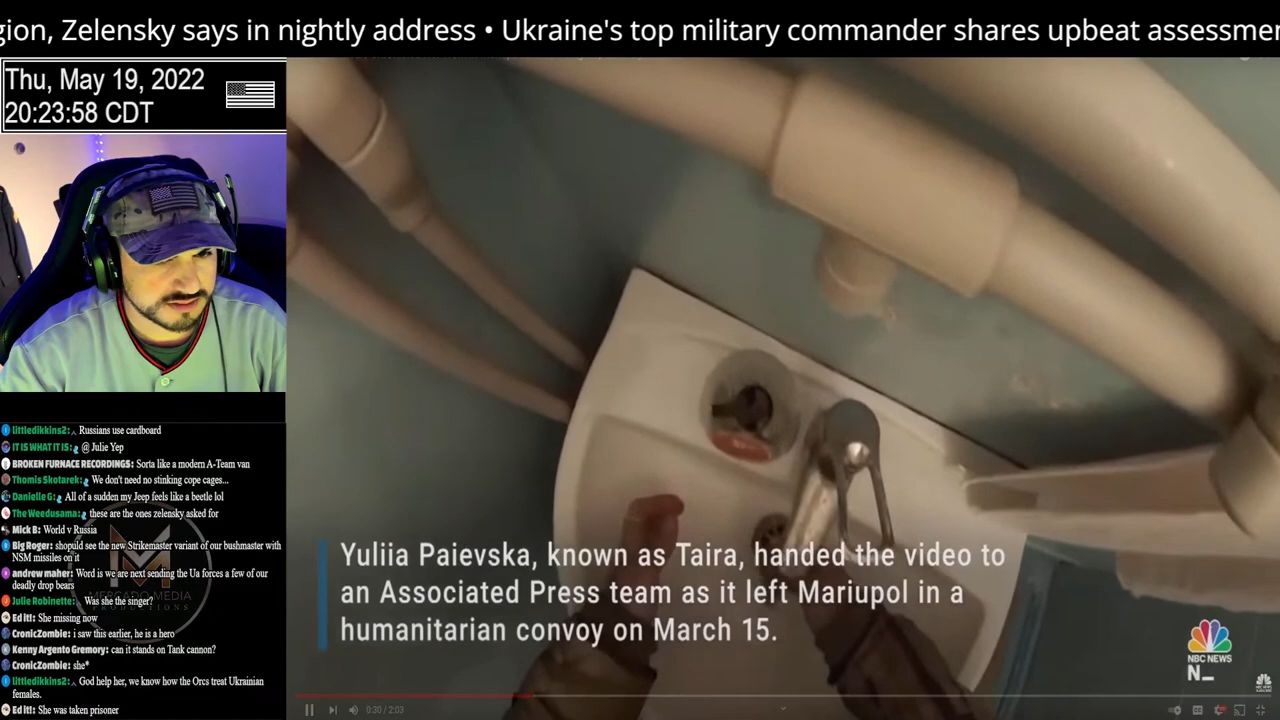 gion, Zelensky says in nightly address • Ukraine's top military commander shares upbeat assessmen
Thu, May 19, 2022
20:23:58 CDT
littledikkins2: Russians use cardboard
IT IS WHAT IT IS: @ Julie Yep
BROKEN FURNACE RECORDINGS: Sorta like a modern A-Team van
Thomis Skotarek: We don't need no stinking cope cages...
Danielle G: All of a sudden my Jeep feels like a beetle lol
The Weedusama: these are the ones zelensky asked for
Mick B: World v Russia
Big Roger: shopuld see the new Strikemaster variant of our bushmaster with
NSM missiles on it
andrew maher: Word is we are next sending the Ua forces a few of our
deadly drop bears
MERCADO MEDIA
PRODUCTIONS
Julie Robinette: Was she the singer?
Ed it!: She missing now
CronicZombie: i saw this earlier, he is a hero
Kenny Argento Gremory: can it stands on Tank cannon?
CronicZombie: she*
littledikkins2: God help her, we know how the Orcs treat Ukrainian
females.
Ed it!: She was taken prisoner
Yuliia Paievska, known as Taira, handed the video to
an Associated Press team as it left Mariupol in a
humanitarian convoy on March 15.
NBC NEWS
N_
0:30 / 2:03